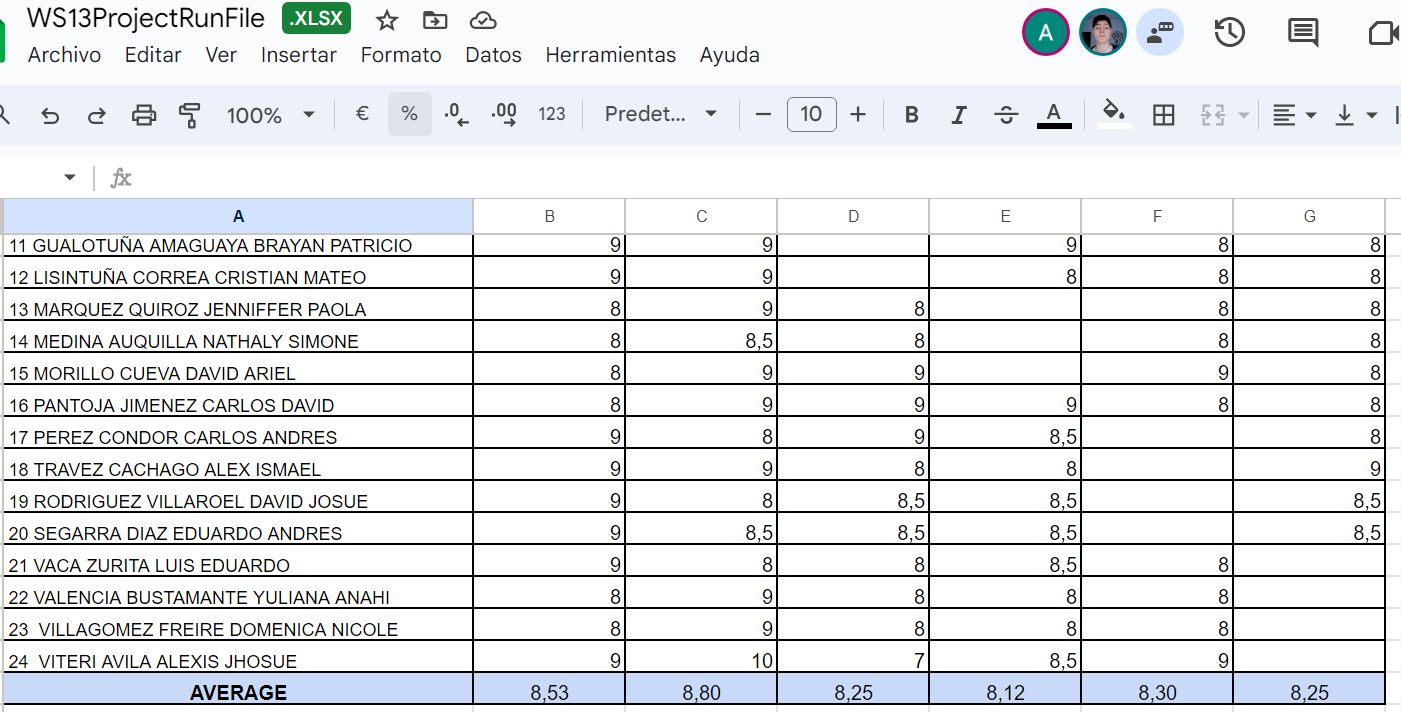 WS13ProjectRunFile .XLSX
A
Archivo Editar Ver Insertar Formato Datos Herramientas Ayuda
100% € % .0 .00 123 Predet... 10 B I S A
fx
A B C D E F G
11 GUALOTUÑA AMAGUAYA BRAYAN PATRICIO 9 9 9 8 8
12 LISINTUÑA CORREA CRISTIAN MATEO 9 9 8 8 8
13 MARQUEZ QUIROZ JENNIFFER PAOLA 8 9 8 8 8
14 MEDINA AUQUILLA NATHALY SIMONE 8 8,5 8 8 8
15 MORILLO CUEVA DAVID ARIEL 8 9 9 9 8
16 PANTOJA JIMENEZ CARLOS DAVID 8 9 9 9 8 8
17 PEREZ CONDOR CARLOS ANDRES 9 8 9 8,5 8
18 TRAVEZ CACHAGO ALEX ISMAEL 9 9 8 8 9
19 RODRIGUEZ VILLAROEL DAVID JOSUE 9 8 8,5 8,5 8,5
20 SEGARRA DIAZ EDUARDO ANDRES 9 8,5 8,5 8,5 8,5
21 VACA ZURITA LUIS EDUARDO 9 8 8 8,5 8
22 VALENCIA BUSTAMANTE YULIANA ANAHI 8 9 8 8 8
23 VILLAGOMEZ FREIRE DOMENICA NICOLE 8 9 8 8 8
24 VITERI AVILA ALEXIS JHOSUE 9 10 7 8,5 9
AVERAGE 8,53 8,80 8,25 8,12 8,30 8,25